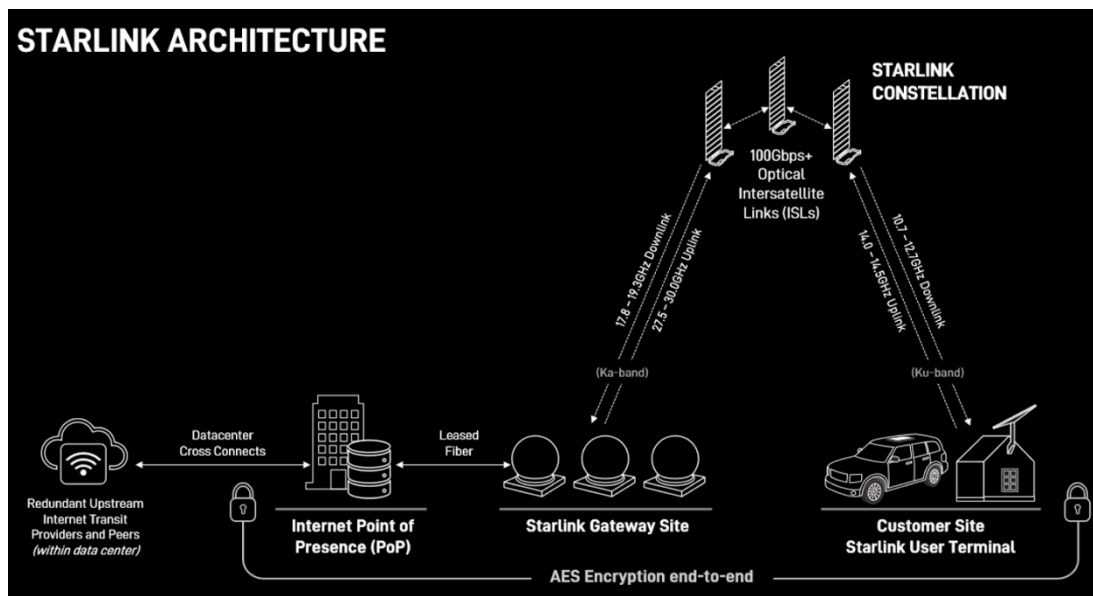 STARLINK ARCHITECTURE
STARLINK
CONSTELLATION
100Gbps+
Optical
Intersatellite
Links (ISLs)
17.8 – 19.3GHz Downlink
27.5 – 30.0GHz Uplink
10.7 – 12.7GHz Downlink
14.0 – 14.5GHz Uplink
(Ka-band)
(Ku-band)
Datacenter
Cross Connects
Leased
Fiber
Redundant Upstream
Internet Transit
Providers and Peers
(within data center)
Internet Point of
Presence (PoP)
Starlink Gateway Site
Customer Site
Starlink User Terminal
AES Encryption end-to-end